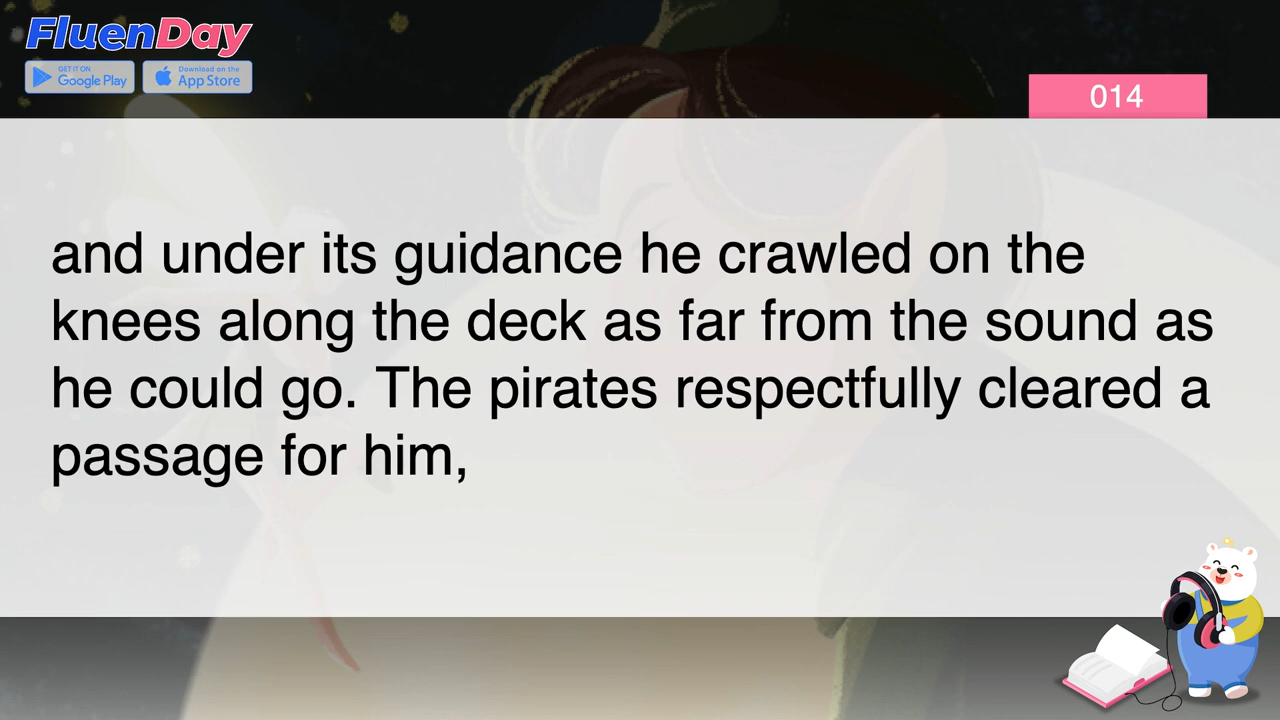 FluenDay
GET IT ON
Google Play
Download on the
App Store
014
and under its guidance he crawled on the
knees along the deck as far from the sound as
he could go. The pirates respectfully cleared a
passage for him,